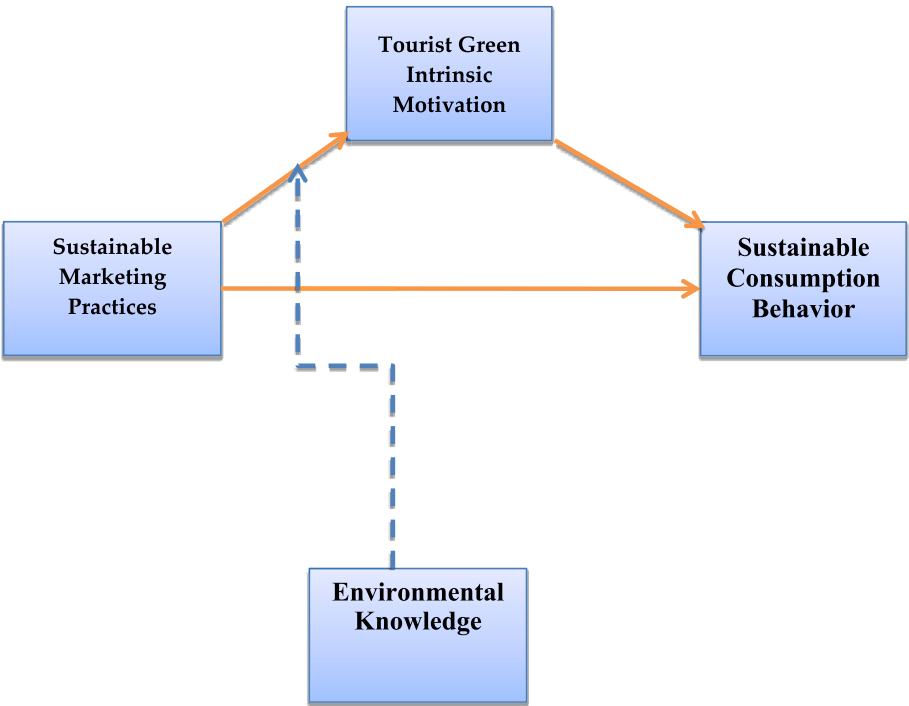 Tourist Green
Intrinsic
Motivation
Sustainable
Marketing
Practices
Sustainable
Consumption
Behavior
Environmental
Knowledge